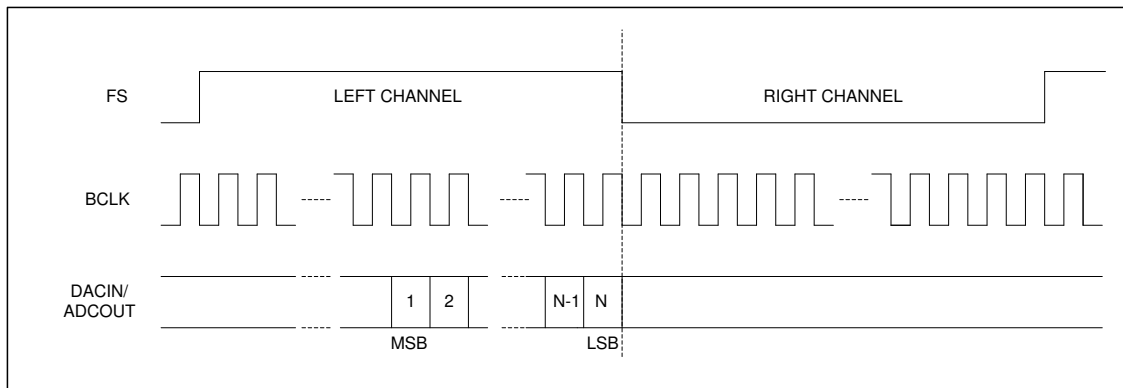 FS
LEFT CHANNEL
RIGHT CHANNEL
BCLK
DACIN/
ADCOUT
1
2
N-1
N
MSB
LSB